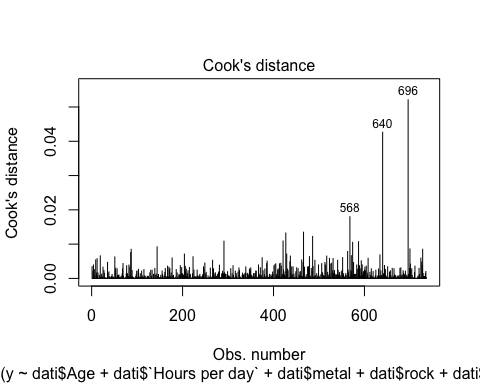 Cook's distance
696
640
568
Cook's distance
0.00 0.02 0.04
0 200 400 600
Obs. number
(y ~ dati$Age + dati$`Hours per day` + dati$metal + dati$rock + dati$